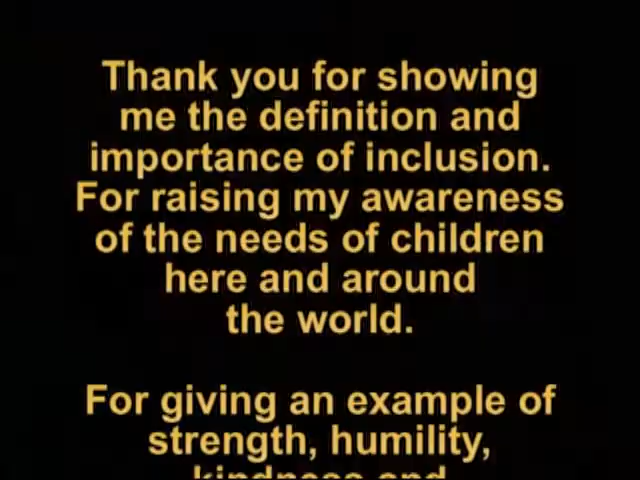 Thank you for showing
me the definition and
importance of inclusion.
For raising my awareness
of the needs of children
here and around
the world.
For giving an example of
strength, humility,
kindness and